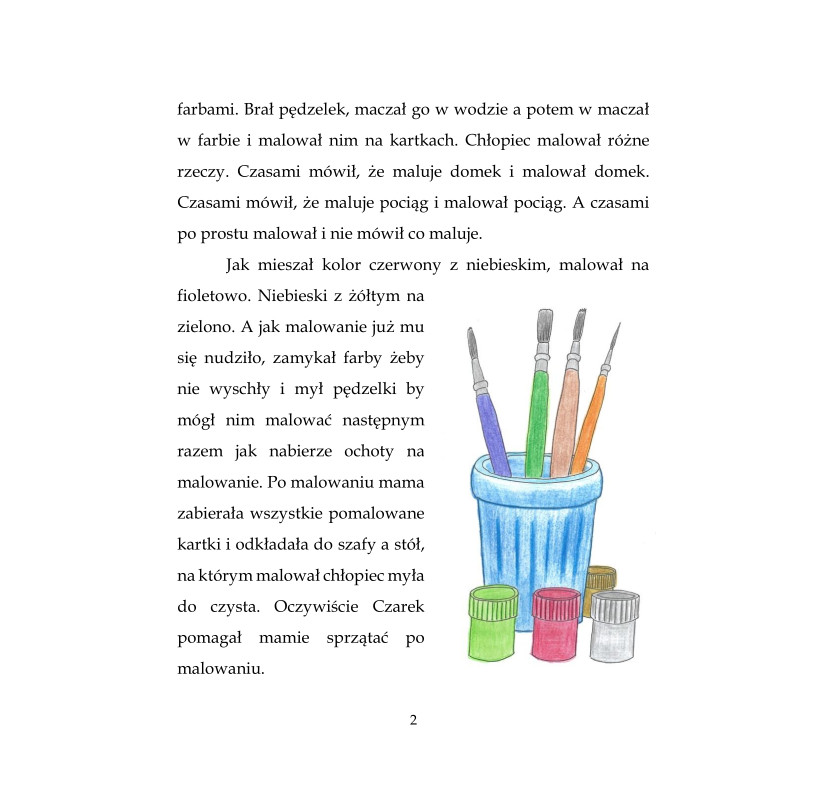 farbami. Brał pędzelek, maczał go w wodzie a potem w maczał
w farbie i malował nim na kartkach. Chłopiec malował różne
rzeczy. Czasami mówił, że maluje domek i malował domek.
Czasami mówił, że maluje pociąg i malował pociąg. A czasami
po prostu malował i nie mówił co maluje.
Jak mieszał kolor czerwony z niebieskim, malował na
fioletowo. Niebieski z żółtym na
zielono. A jak malowanie już mu
się nudziło, zamykał farby żeby
nie wyschły i mył pędzelki by
mógł nim malować następnym
razem jak nabierze ochoty na
malowanie. Po malowaniu mama
zabierała wszystkie pomalowane
kartki i odkładała do szafy a stół,
na którym malował chłopiec myła
do czysta. Oczywiście Czarek
pomagał mamie sprzątać po
malowaniu.
2